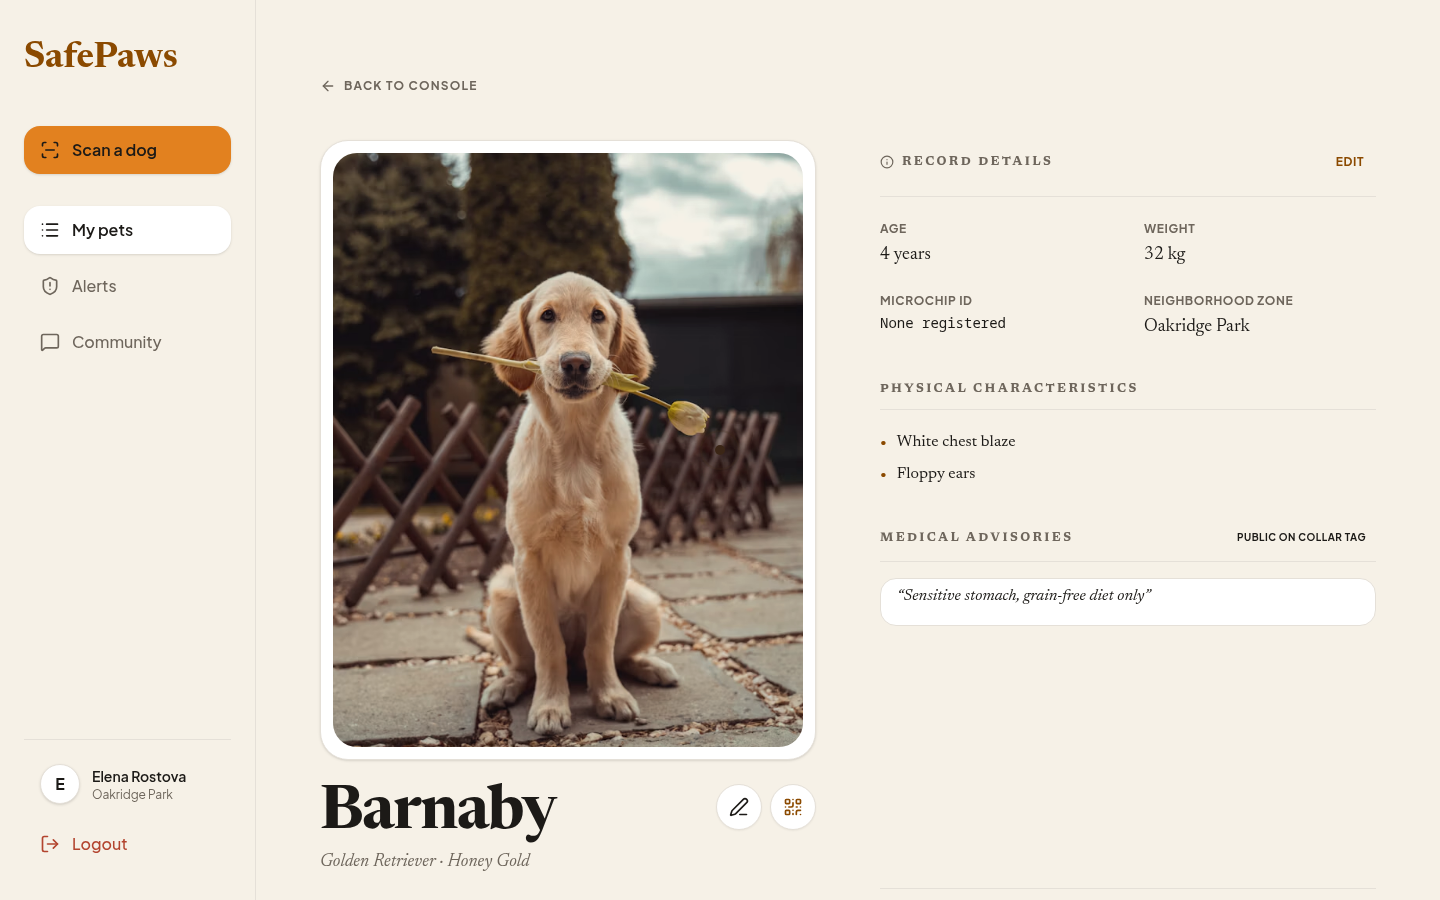 SafePaws
Scan a dog
My pets
Alerts
Community
Elena Rostova
E
Oakridge Park
Logout
BACK TO CONSOLE
Barnaby
Golden Retriever · Honey Gold
RECORD DETAILS
EDIT
AGE
4 years
WEIGHT
32 kg
MICROCHIP ID
None registered
NEIGHBORHOOD ZONE
Oakridge Park
PHYSICAL CHARACTERISTICS
• White chest blaze
• Floppy ears
MEDICAL ADVISORIES
PUBLIC ON COLLAR TAG
“Sensitive stomach, grain-free diet only”